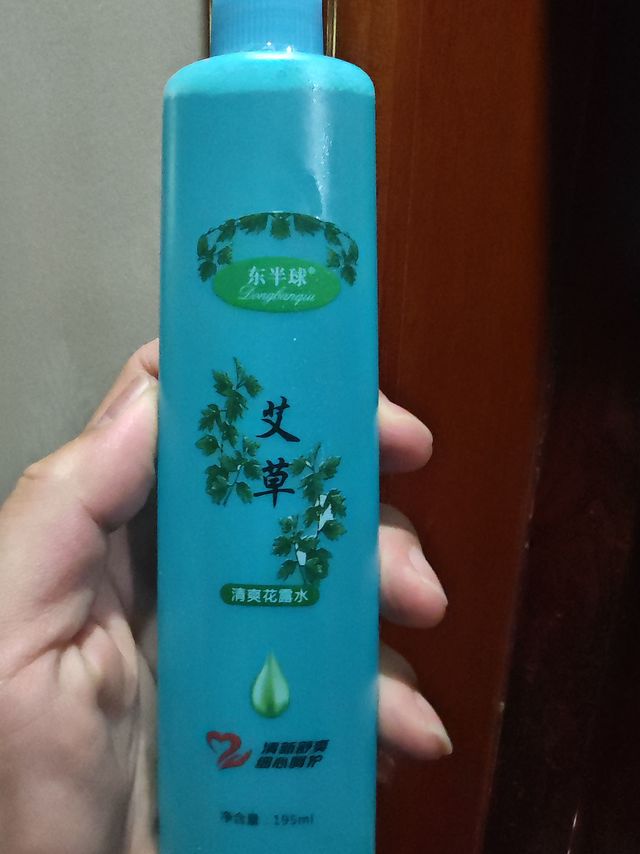 东半球®
Dongbanqiu
艾
草
清爽花露水
清新舒爽
细心呵护
净含量：195ml